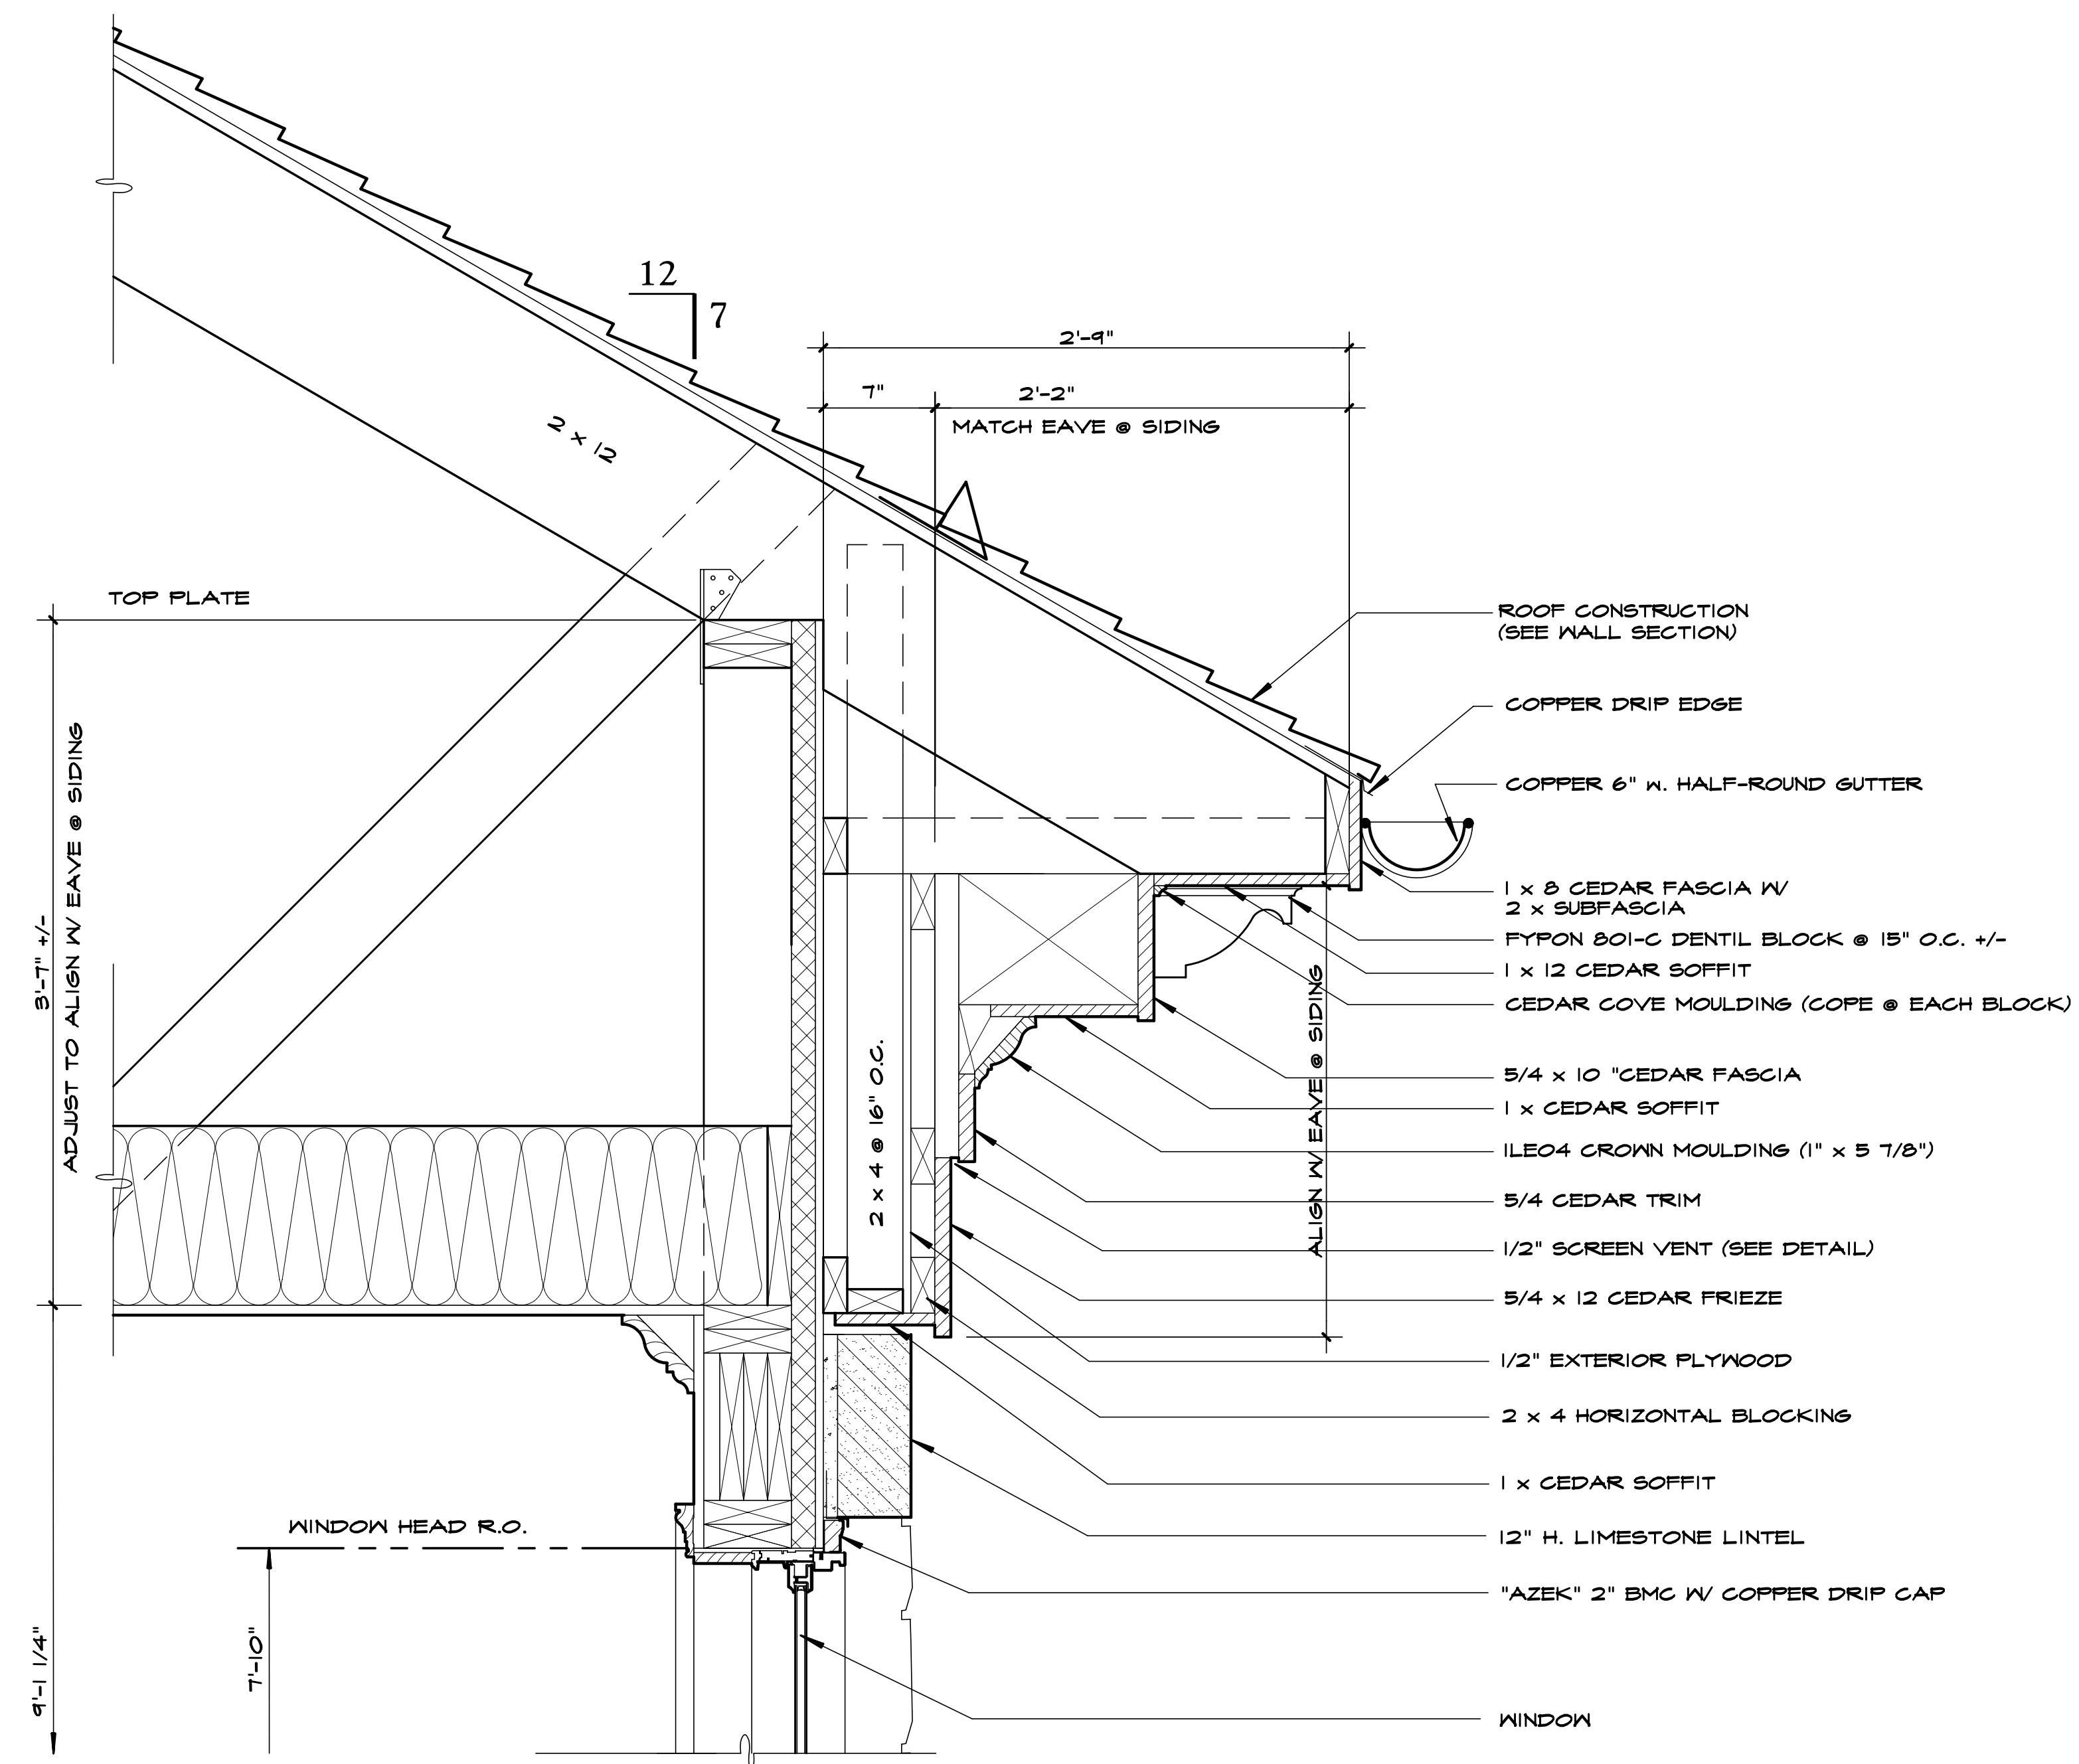 12
7
2'-9"
7"
2'-2"
MATCH EAVE @ SIDING
2 x 12
TOP PLATE
3'-7" +/-
ADJUST TO ALIGN W/ EAVE @ SIDING
2 x 4 @ 16" O.C.
ALIGN W/ EAVE @ SIDING
ROOF CONSTRUCTION
(SEE WALL SECTION)
COPPER DRIP EDGE
COPPER 6" w. HALF-ROUND GUTTER
1 x 8 CEDAR FASCIA W/
2 x SUBFASCIA
FYPON 801-C DENTIL BLOCK @ 15" O.C. +/-
1 x 12 CEDAR SOFFIT
CEDAR COVE MOULDING (COPE @ EACH BLOCK)
5/4 x 10 "CEDAR FASCIA
1 x CEDAR SOFFIT
ILE04 CROWN MOULDING (1" x 5 7/8")
5/4 CEDAR TRIM
1/2" SCREEN VENT (SEE DETAIL)
5/4 x 12 CEDAR FRIEZE
1/2" EXTERIOR PLYWOOD
2 x 4 HORIZONTAL BLOCKING
1 x CEDAR SOFFIT
12" H. LIMESTONE LINTEL
"AZEK" 2" BMC W/ COPPER DRIP CAP
WINDOW
WINDOW HEAD R.O.
7'-10"
9'-1 1/4"